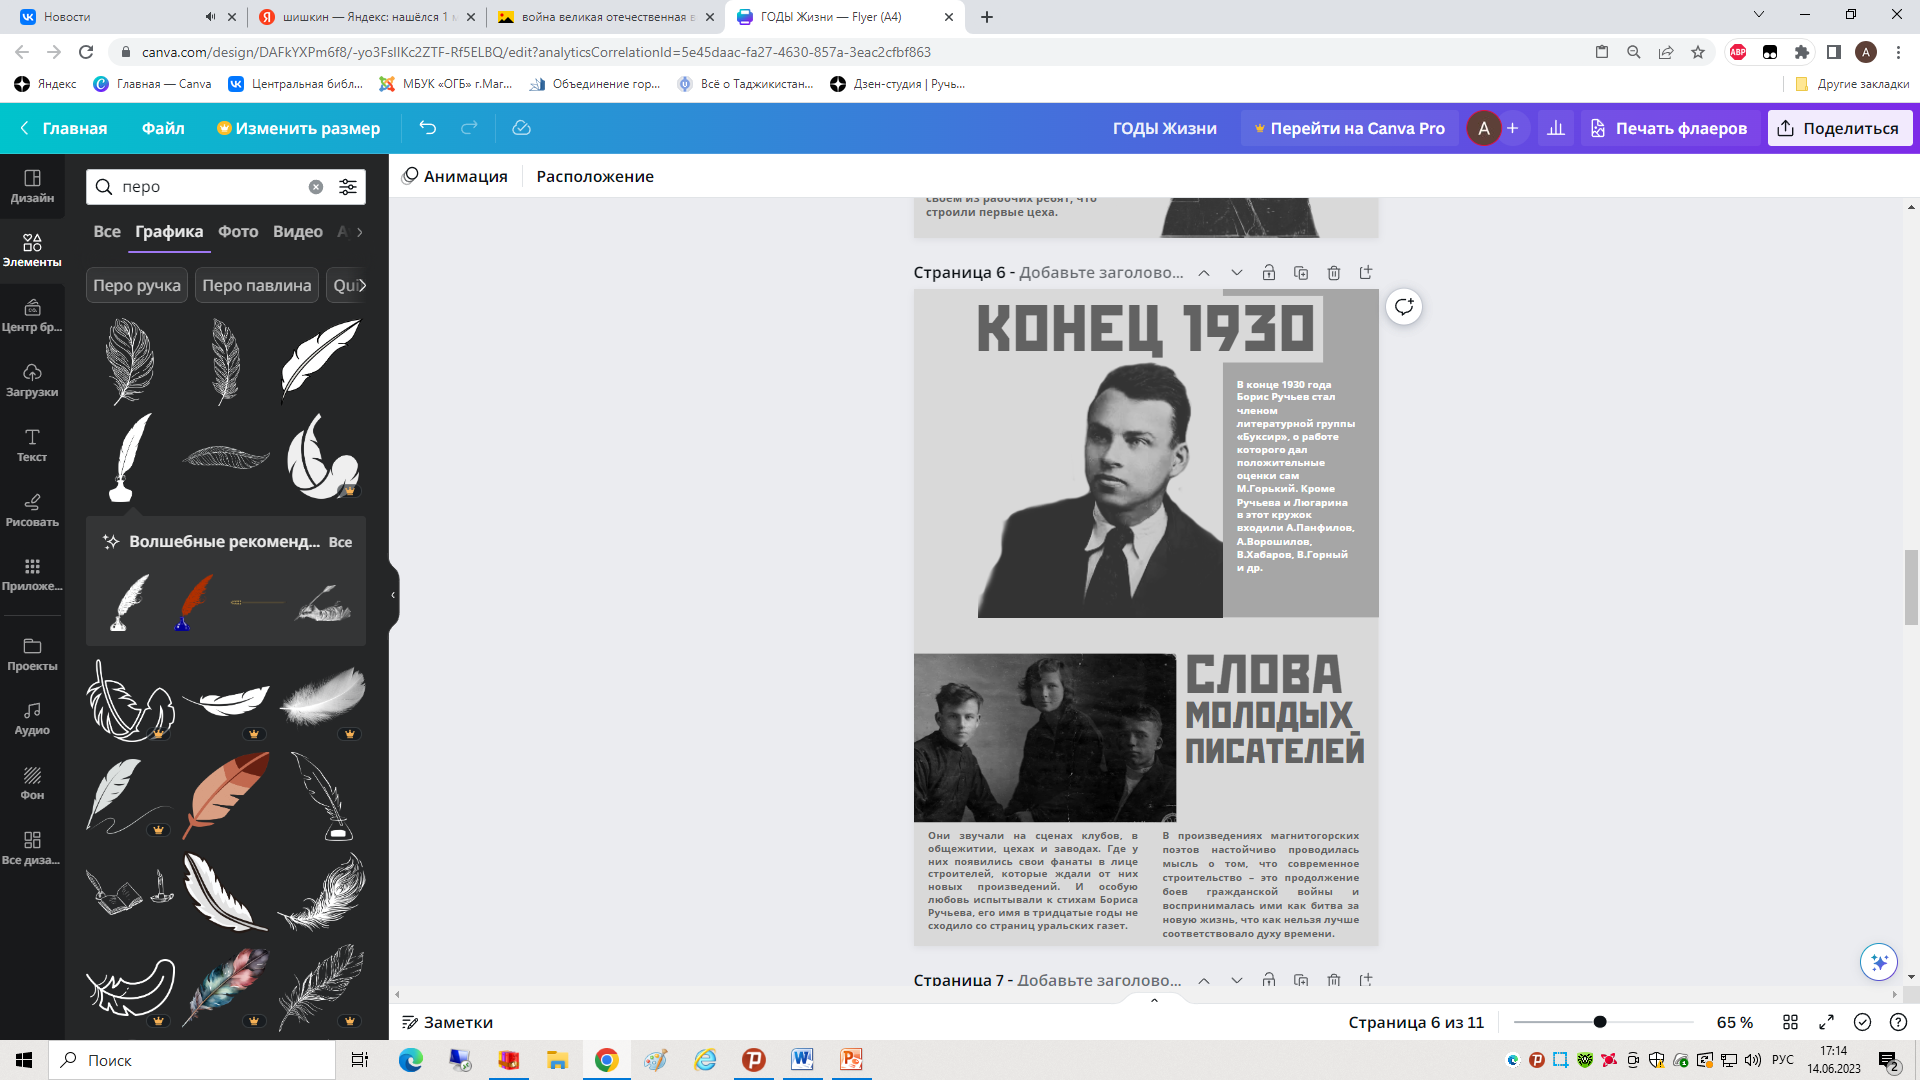 Новости
шишкин — Яндекс: нашёлся 1 м
война великая отечественная в
ГОДЫ Жизни — Flyer (A4)
canva.com/design/DAFkYXPm6f8/-yo3FsIlKc2ZTF-Rf5ELBQ/edit?analyticsCorrelationId=5e45daac-fa27-4630-857a-3eac2cfbf863
ABP
A
Яндекс
Главная — Canva
Центральная библ...
МБУК «ОГБ» г.Маг...
Объединение гор...
Всё о Таджикистан...
Дзен-студия | Ручь...
Другие закладки
Главная
Файл
Изменить размер
ГОДЫ Жизни
Перейти на Canva Pro
A
Печать флаеров
Поделиться
Дизайн
Элементы
Центр бр...
Загрузки
Текст
Рисовать
Приложе...
Проекты
Аудио
Фон
Все диза...
перо
Все
Графика
Фото
Видео
Перо ручка
Перо павлина
Qui
Волшебные рекоменд...
Все
Анимация
Расположение
своем из рабочих ребят, что
строили первые цеха.
Страница 6 - Добавьте заголово...
КОНЕЦ 1930
В конце 1930 года
Борис Ручьев стал
членом
литературной группы
«Буксир», о работе
которого дал
положительные
оценки сам
М.Горький. Кроме
Ручьева и Люгарина
в этот кружок
входили А.Панфилов,
А.Ворошилов,
В.Хабаров, В.Горный
и др.
СЛОВА
МОЛОДЫХ
ПИСАТЕЛЕЙ
Они звучали на сценах клубов, в
общежитии, цехах и заводах. Где у
них появились свои фанаты в лице
строителей, которые ждали от них
новых произведений. И особую
любовь испытывали к стихам Бориса
Ручьева, его имя в тридцатые годы не
сходило со страниц уральских газет.
В произведениях магнитогорских
поэтов настойчиво проводилась
мысль о том, что современное
строительство – это продолжение
боев гражданской войны и
воспринималась ими как битва за
новую жизнь, что как нельзя лучше
соответствовало духу времени.
Страница 7 - Добавьте заголово...
Заметки
Страница 6 из 11
65 %
Поиск
РУС
17:14
14.06.2023
2